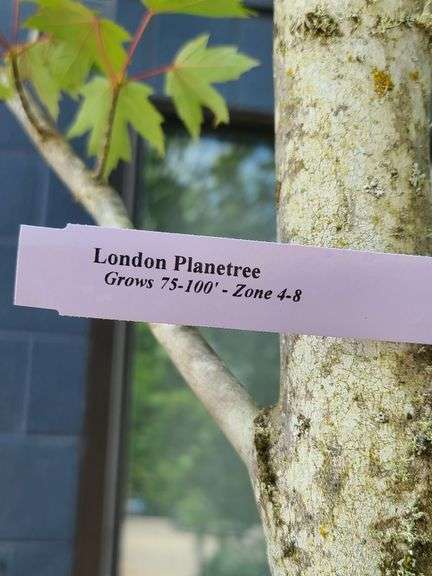 London Planetree
Grows 75-100' - Zone 4-8